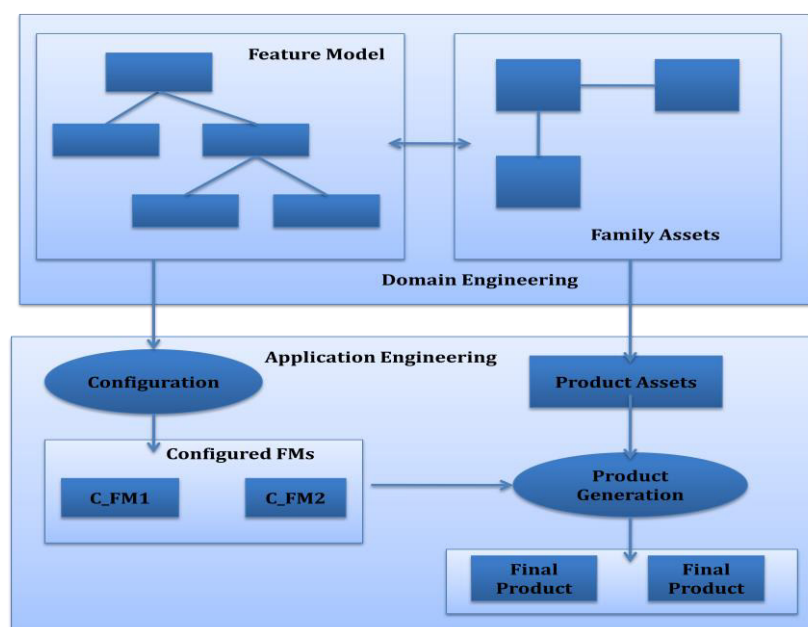 Feature Model
Family Assets
Domain Engineering
Application Engineering
Configuration
Product Assets
Configured FMs
C_FM1
C_FM2
Product
Generation
Final
Product
Final
Product